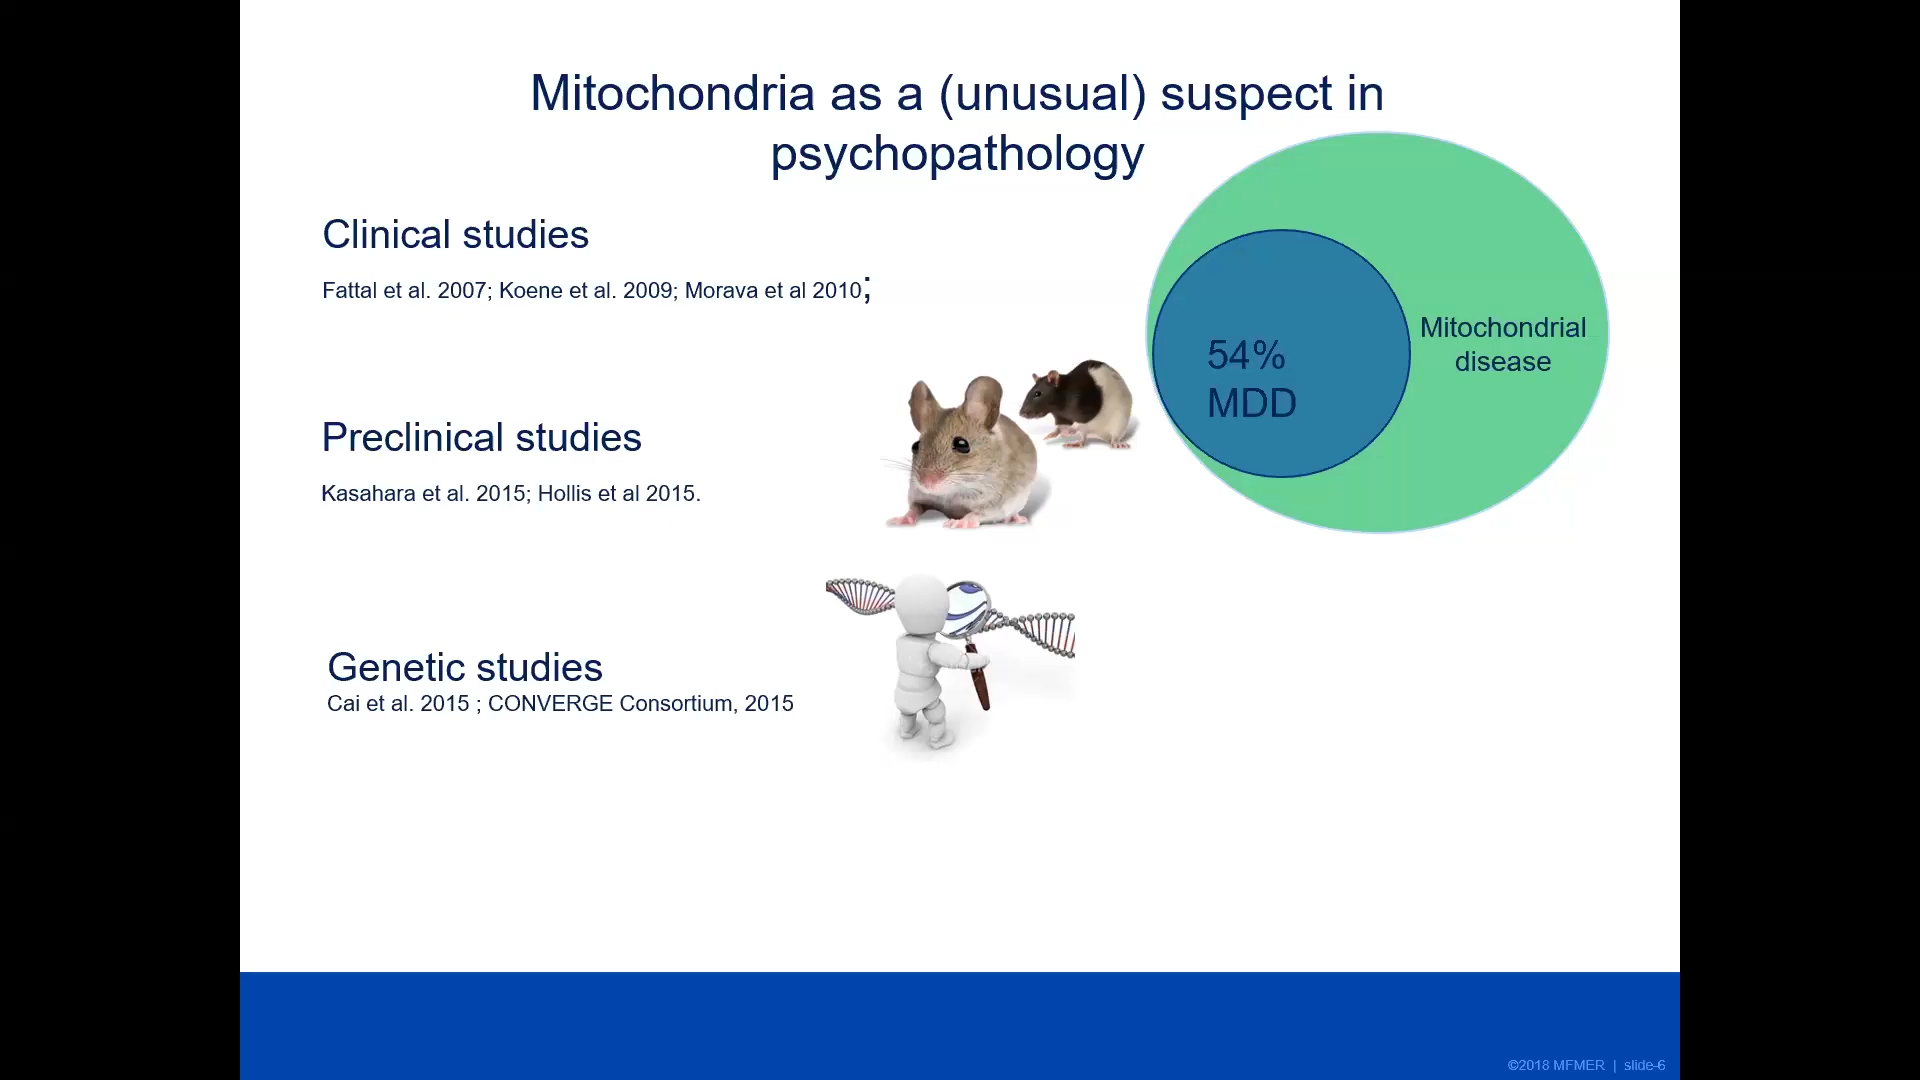 Mitochondria as a (unusual) suspect in
psychopathology
Clinical studies
Fattal et al. 2007; Koene et al. 2009; Morava et al 2010;
54%
MDD
Mitochondrial
disease
Preclinical studies
Kasahara et al. 2015; Hollis et al 2015.
Genetic studies
Cai et al. 2015 ; CONVERGE Consortium, 2015
©2018 MFMER | slide-6